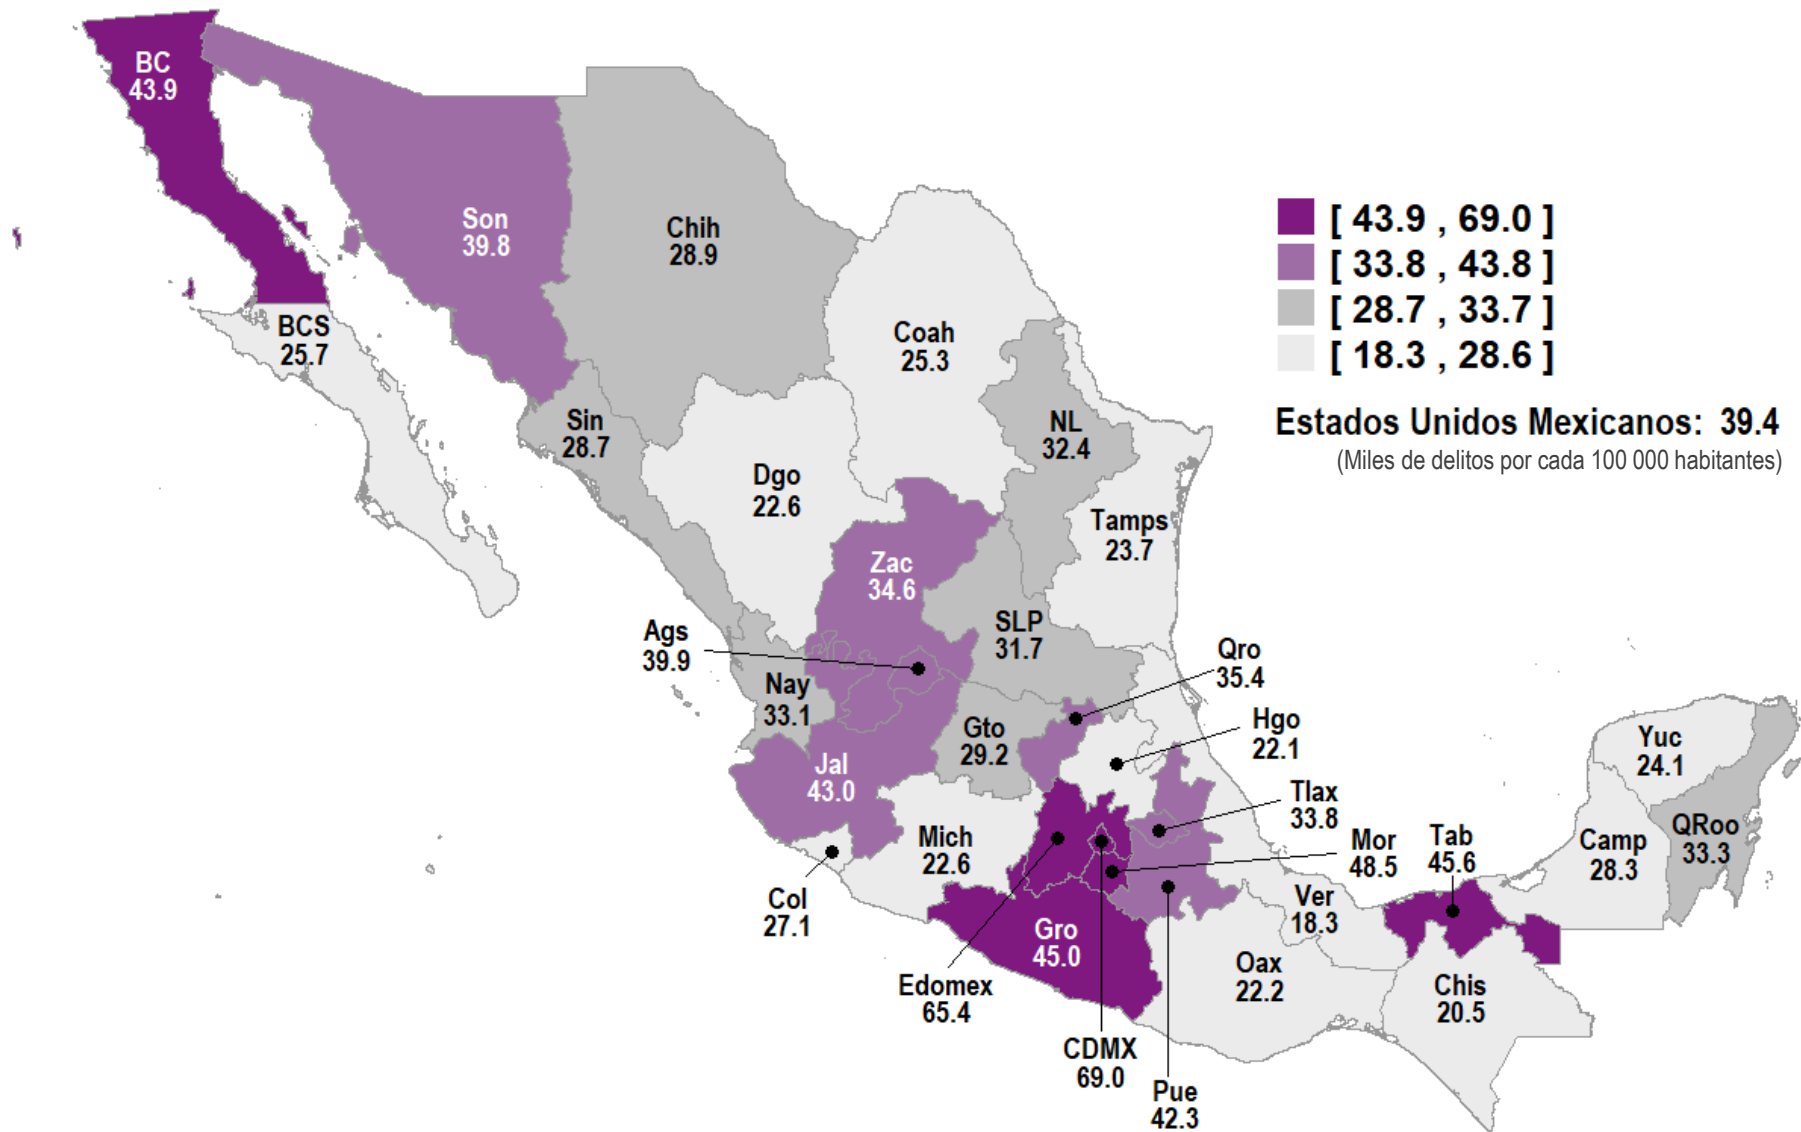 BC
43.9
Son
39.8
Chih
28.9
BCS
25.7
Coah
25.3
[ 43.9 , 69.0 ]
[ 33.8 , 43.8 ]
[ 28.7 , 33.7 ]
[ 18.3 , 28.6 ]
Estados Unidos Mexicanos: 39.4
(Miles de delitos por cada 100 000 habitantes)
Sin
28.7
NL
32.4
Dgo
22.6
Tamps
23.7
Zac
34.6
SLP
31.7
Ags
39.9
Qro
35.4
Nay
33.1
Gto
29.2
Hgo
22.1
Jal
43.0
Yuc
24.1
Tlax
33.8
Mich
22.6
Mor
48.5
Tab
45.6
Camp
28.3
QRoo
33.3
Col
27.1
Ver
18.3
Gro
45.0
Oax
22.2
Edomex
65.4
Chis
20.5
CDMX
69.0
Pue
42.3